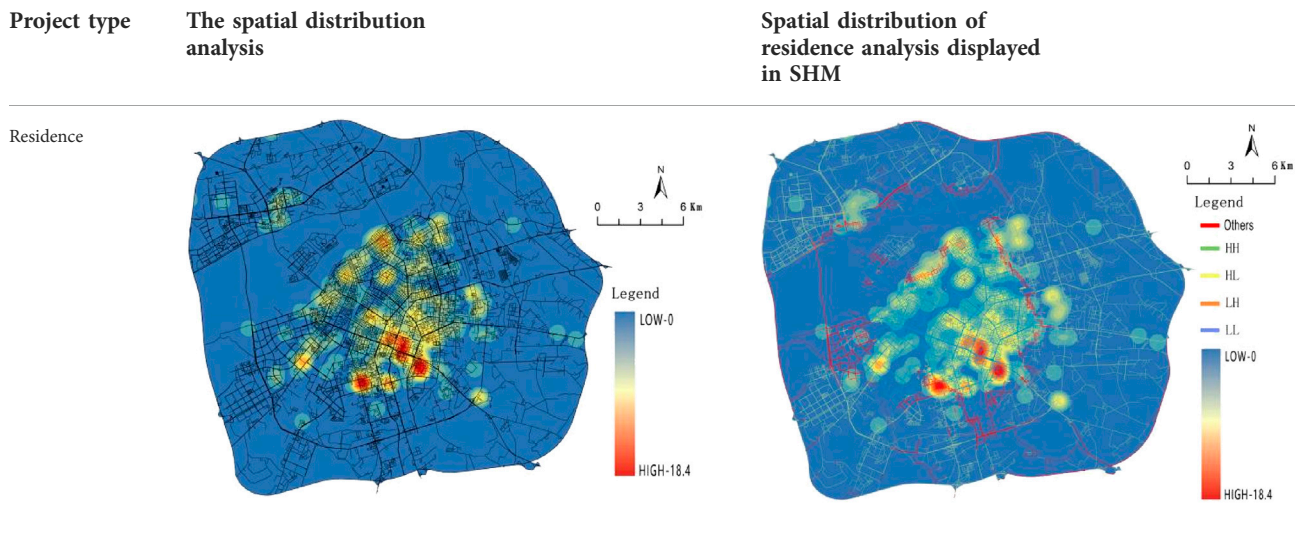 Project type
The spatial distribution
analysis
Spatial distribution of
residence analysis displayed
in SHM
Residence
N
0 3 6 Km
Legend
LOW-0
HIGH-18.4
N
0 3 6 Km
Legend
Others
HH
HL
LH
LL
LOW-0
HIGH-18.4